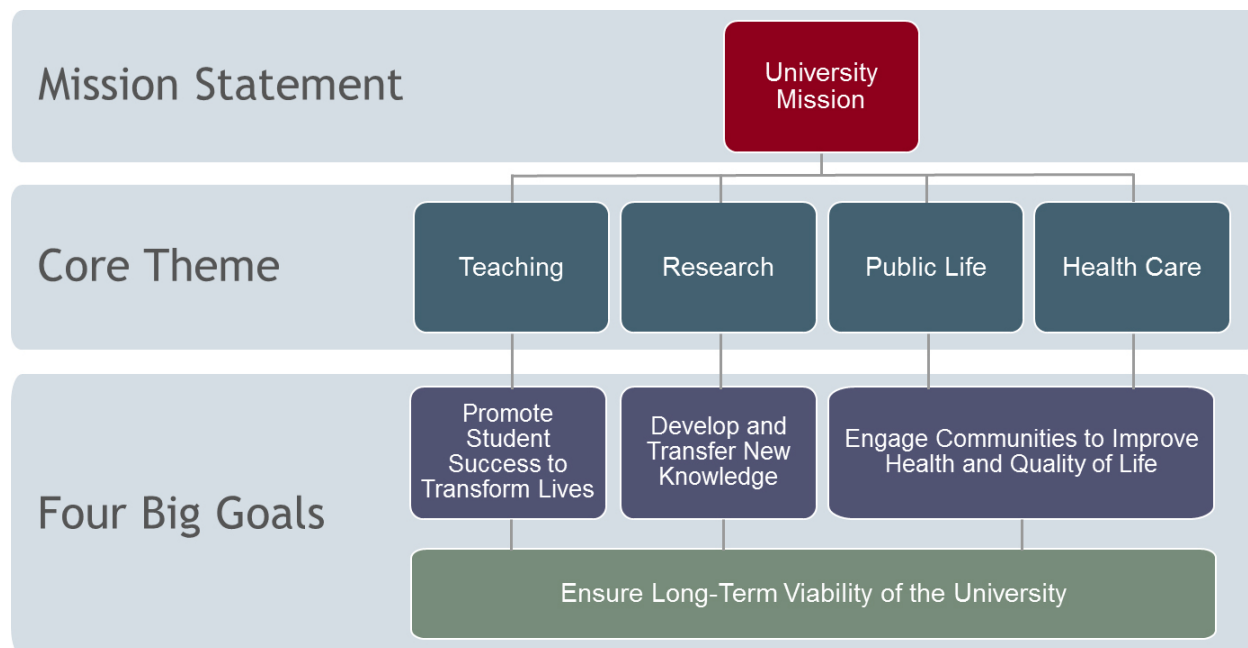 Mission Statement
University
Mission
Core Theme
Teaching
Research
Public Life
Health Care
Four Big Goals
Promote
Student
Success to
Transform Lives
Develop and
Transfer New
Knowledge
Engage Communities to Improve
Health and Quality of Life
Ensure Long-Term Viability of the University